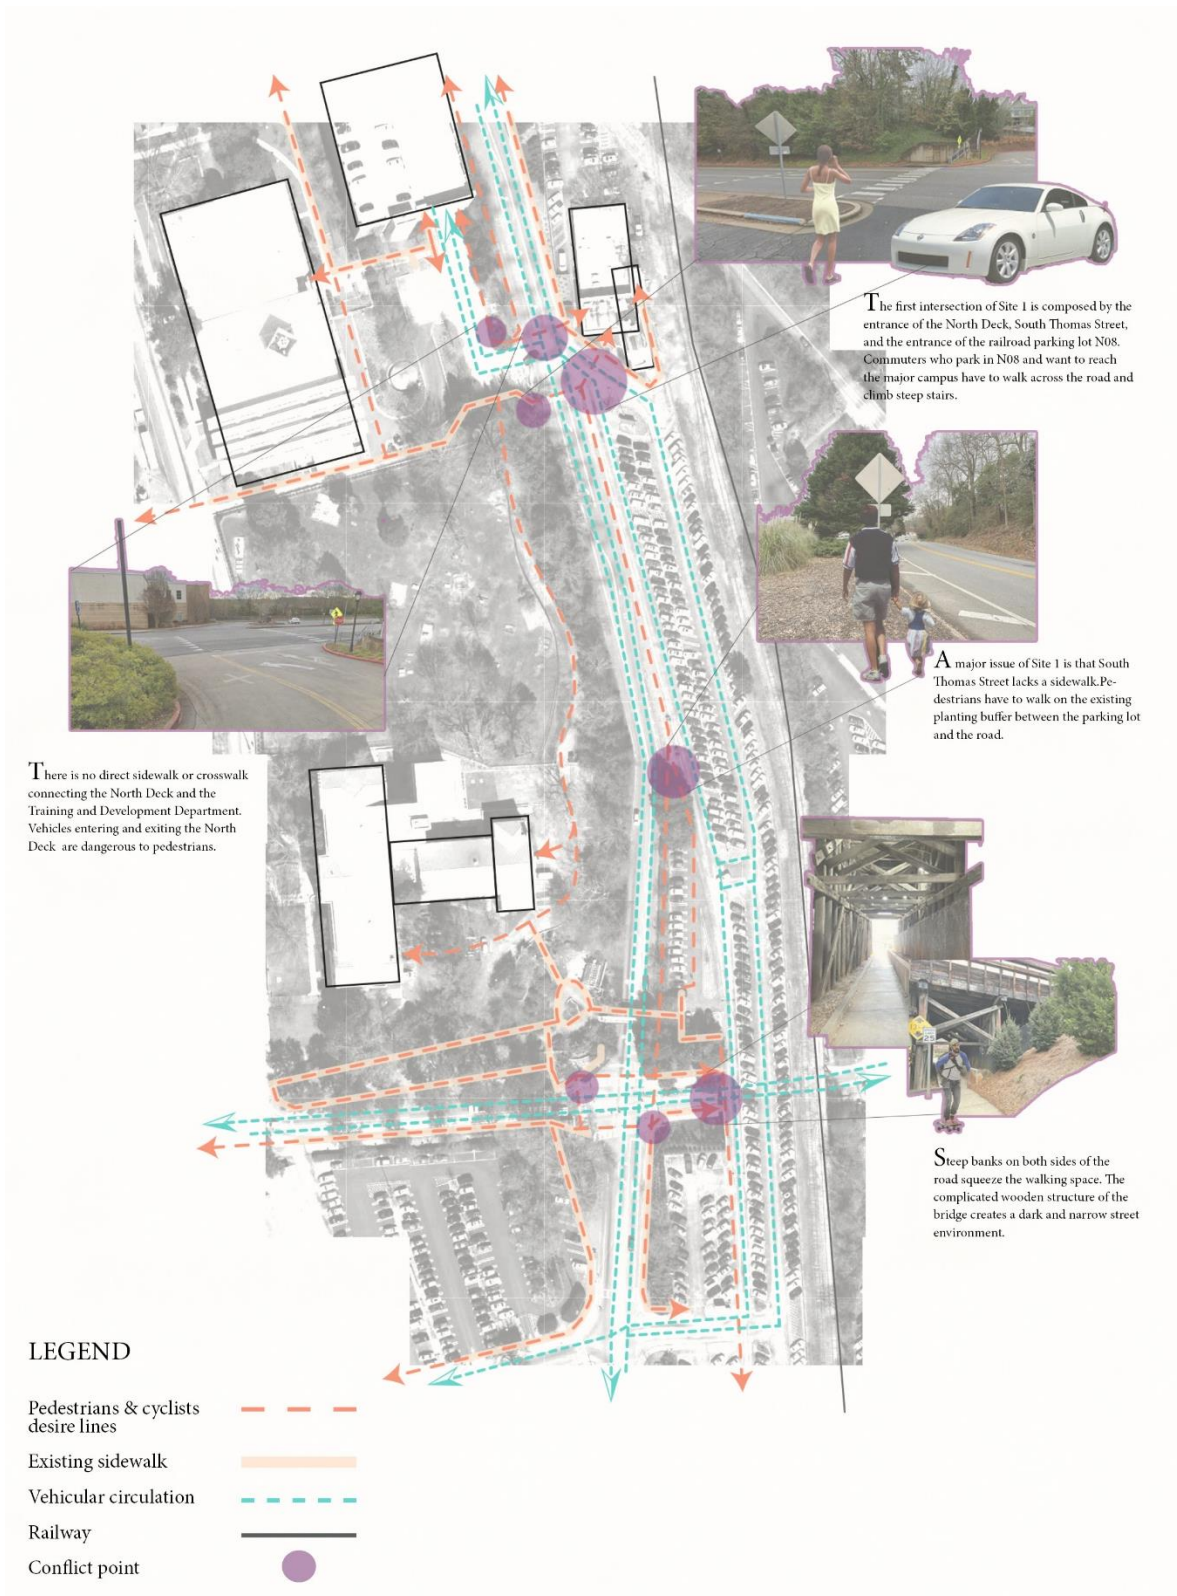 The first intersection of Site 1 is composed by the
entrance of the North Deck, South Thomas Street,
and the entrance of the railroad parking lot N08.
Commuters who park in N08 and want to reach
the major campus have to walk across the road and
climb steep stairs.
A major issue of Site 1 is that South
Thomas Street lacks a sidewalk.Pe-
destrians have to walk on the existing
planting buffer between the parking lot
and the road.
There is no direct sidewalk or crosswalk
connecting the North Deck and the
Training and Development Department.
Vehicles entering and exiting the North
Deck are dangerous to pedestrians.
Steep banks on both sides of the
road squeeze the walking space. The
complicated wooden structure of the
bridge creates a dark and narrow street
environment.
LEGEND
Pedestrians & cyclists
desire lines
Existing sidewalk
Vehicular circulation
Railway
Conflict point